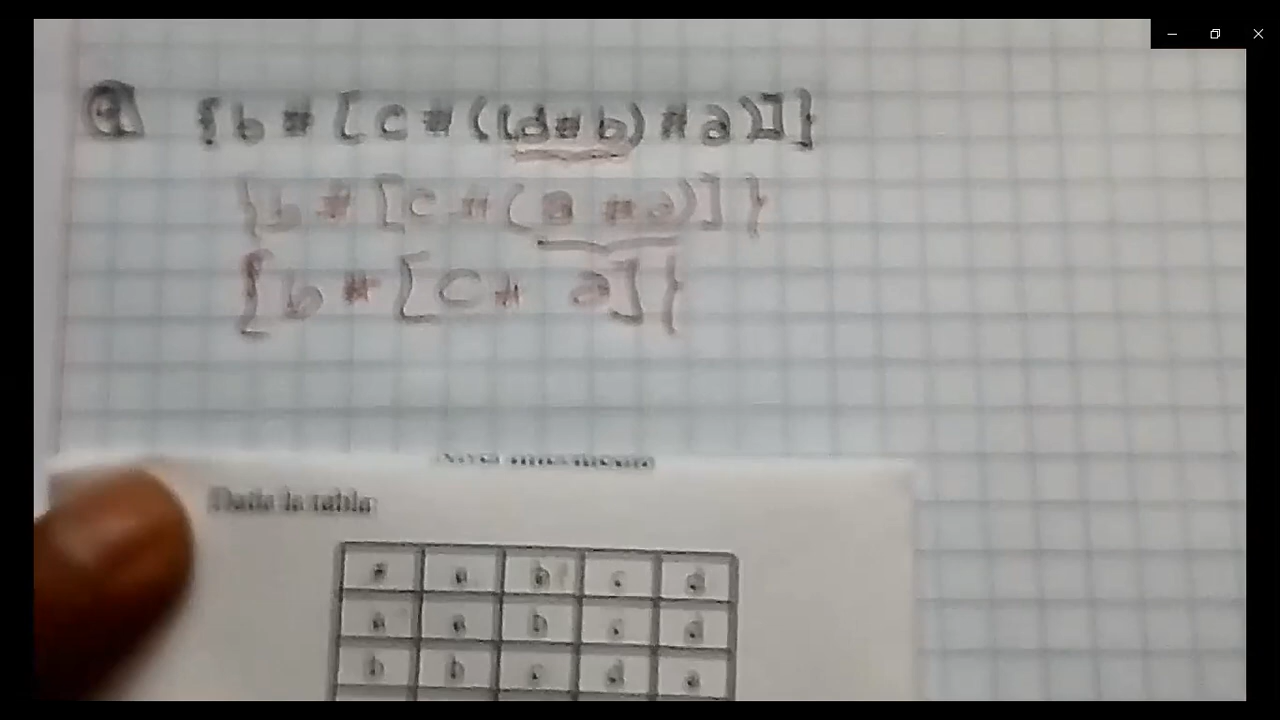 a {b # [c # ((d # b) # a)]}
{b # [c # (a # a)]}
{b # [c # a]}
Dada la tabla
* a b c d
a a b c d
b b c d a